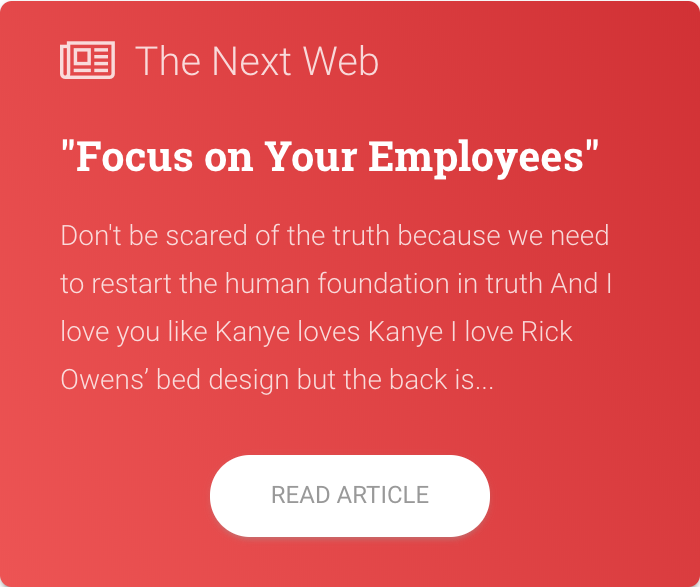 The Next Web
"Focus on Your Employees"
Don't be scared of the truth because we need
to restart the human foundation in truth And I
love you like Kanye loves Kanye I love Rick
Owens’ bed design but the back is...
READ ARTICLE